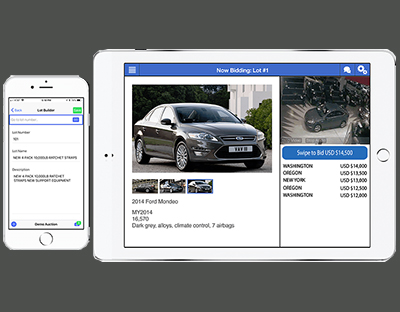 Lot Builder
Lot Number
Lot Name
NEW 4-PACK 10,000LB RATCHET STRAPS
Description
NEW 4-PACK 10,000LB RATCHET
STRAPS NEW SUPPORT EQUIPMENT
Demo Auction
Now Bidding: Lot #1
2014 Ford Mondeo
MY2014
16,570
Dark grey, alloys, climate control, 7 airbags
Swipe to Bid USD $14,500
WASHINGTON USD $14,000
OREGON USD $13,500
NEW YORK USD $13,000
OREGON USD $12,500
WASHINGTON USD $12,000